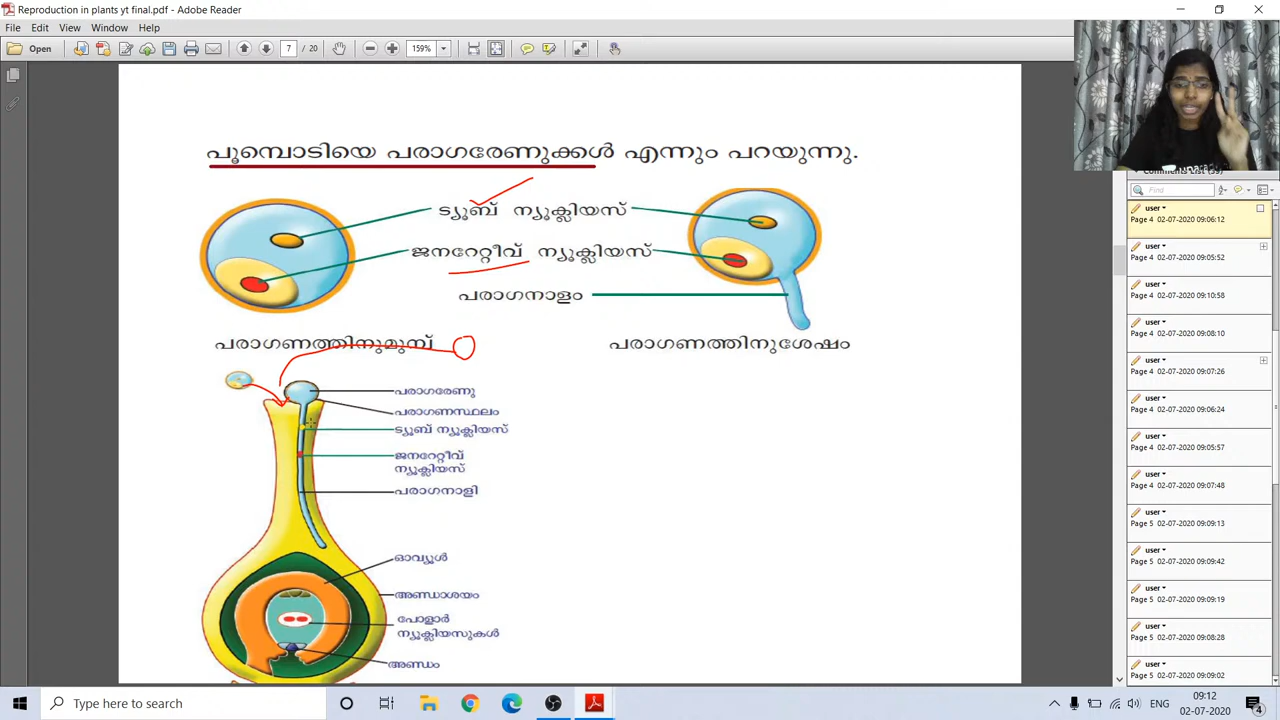 Reproduction in plants yt final.pdf - Adobe Reader
File Edit View Window Help
Open 7 / 20 159%
Comments List (39)
Find
പൂമ്പൊടിയെ പരാഗരേണുക്കൾ എന്നും പറയുന്നു.
ട്യൂബ് ന്യൂക്ലിയസ്
ജനറേറ്റീവ് ന്യൂക്ലിയസ്
പരാഗനാളം
പരാഗണത്തിനുമുമ്പ്
പരാഗണത്തിനുശേഷം
പരാഗരേണു
പരാഗണസ്ഥലം
ട്യൂബ് ന്യൂക്ലിയസ്
ജനറേറ്റീവ്
ന്യൂക്ലിയസ്
പരാഗനാളി
ഓവ്യൂൾ
അണ്ഡാശയം
പോളാർ
ന്യൂക്ലിയസുകൾ
അണ്ഡം
user
Page 4 02-07-2020 09:06:12
user
Page 4 02-07-2020 09:05:52
user
Page 4 02-07-2020 09:10:58
user
Page 4 02-07-2020 09:08:10
user
Page 4 02-07-2020 09:07:26
user
Page 4 02-07-2020 09:06:24
user
Page 4 02-07-2020 09:05:57
user
Page 4 02-07-2020 09:07:48
user
Page 5 02-07-2020 09:09:13
user
Page 5 02-07-2020 09:09:42
user
Page 5 02-07-2020 09:09:19
user
Page 5 02-07-2020 09:08:28
user
Page 5 02-07-2020 09:09:02
Type here to search
ENG
09:12
02-07-2020
4